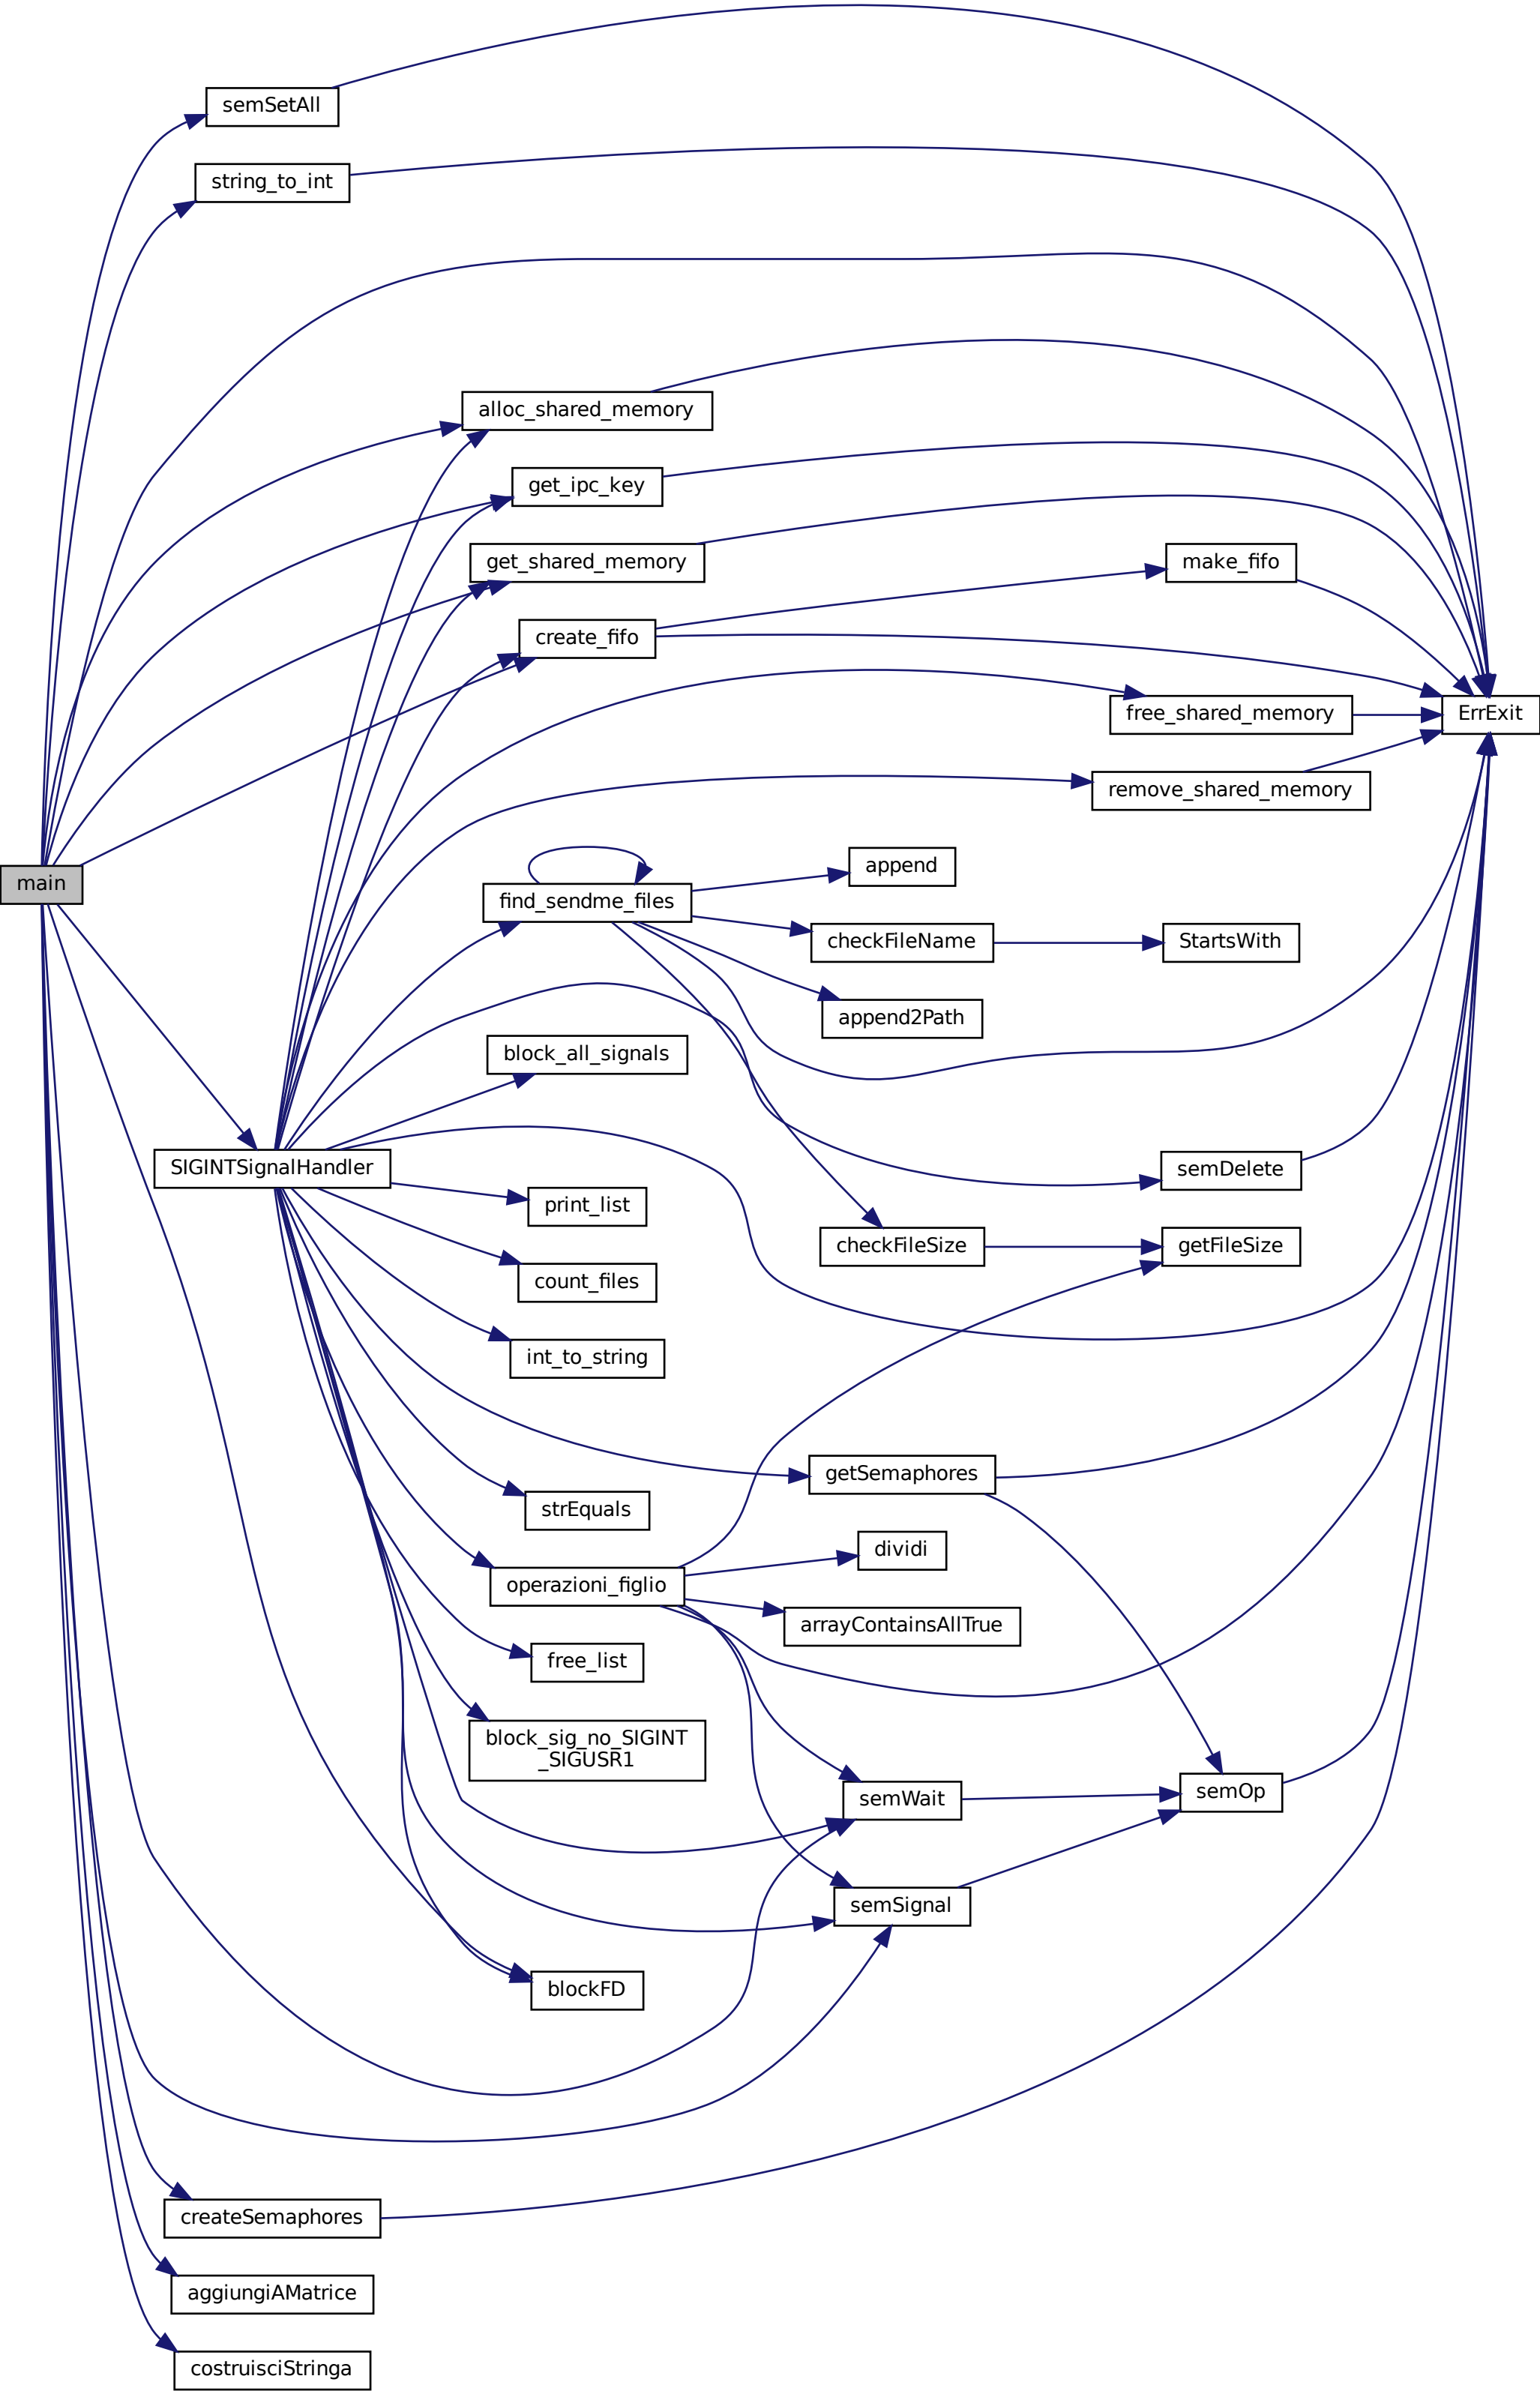 semSetAll
string_to_int
alloc_shared_memory
get_ipc_key
get_shared_memory
make_fifo
create_fifo
free_shared_memory
ErrExit
remove_shared_memory
append
main
find_sendme_files
checkFileName
StartsWith
append2Path
block_all_signals
SIGINTSignalHandler
semDelete
print_list
checkFileSize
getFileSize
count_files
int_to_string
getSemaphores
strEquals
dividi
operazioni_figlio
arrayContainsAllTrue
free_list
block_sig_no_SIGINT
_SIGUSR1
semWait
semOp
semSignal
blockFD
createSemaphores
aggiungiAMatrice
costruisciStringa